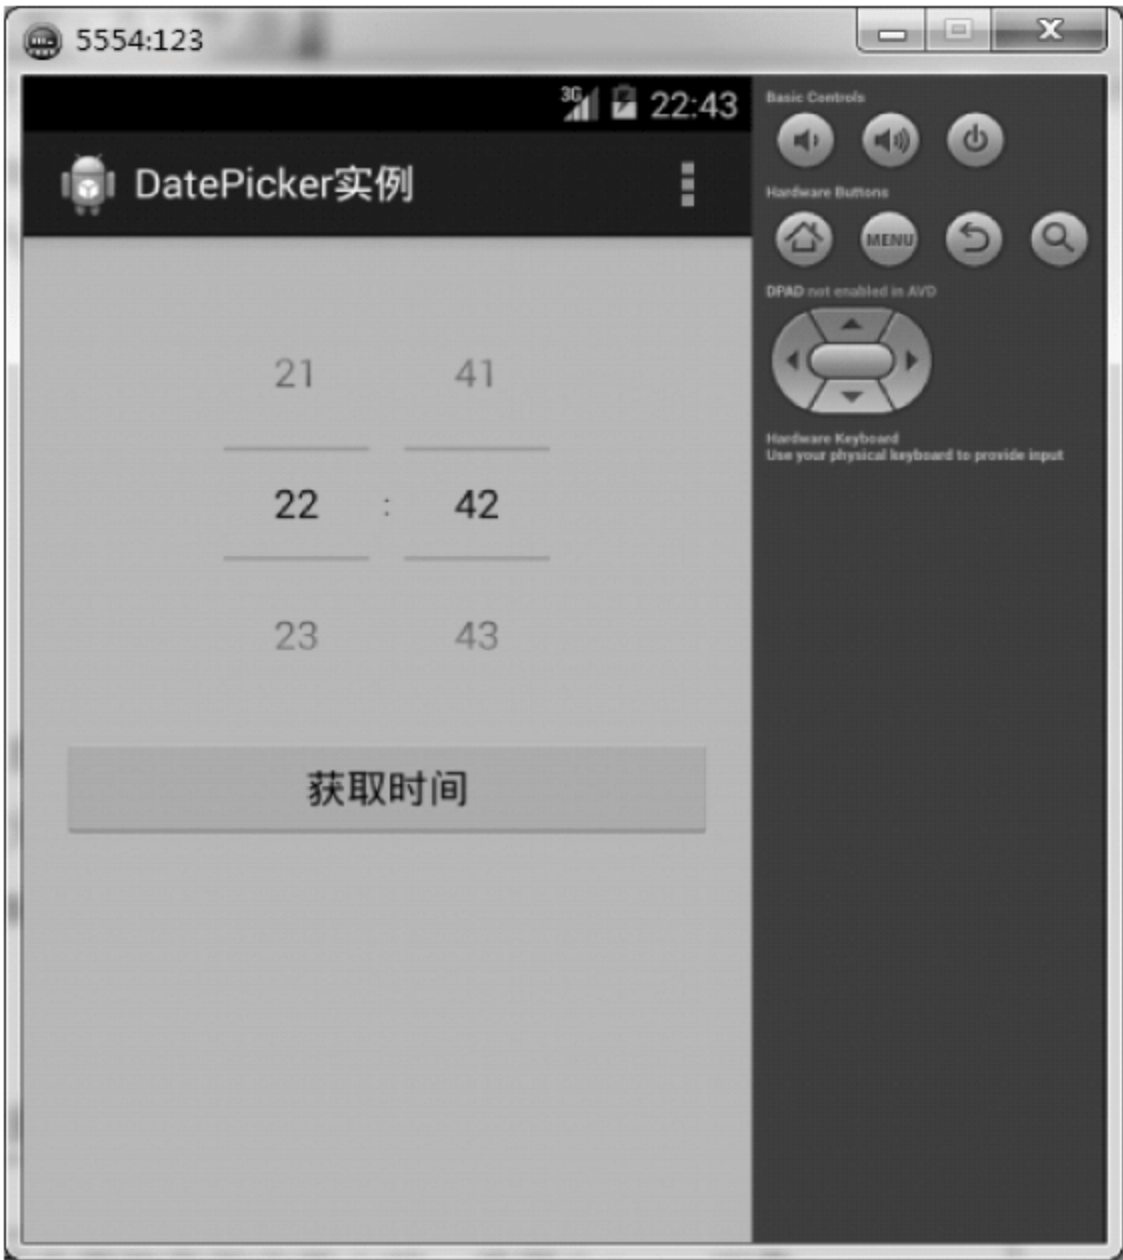 5554:123
3G 22:43
DatePicker实例
21 41
22 : 42
23 43
获取时间
Basic Controls
Hardware Buttons
MENU
DPAD not enabled in AVD
Hardware Keyboard
Use your physical keyboard to provide input